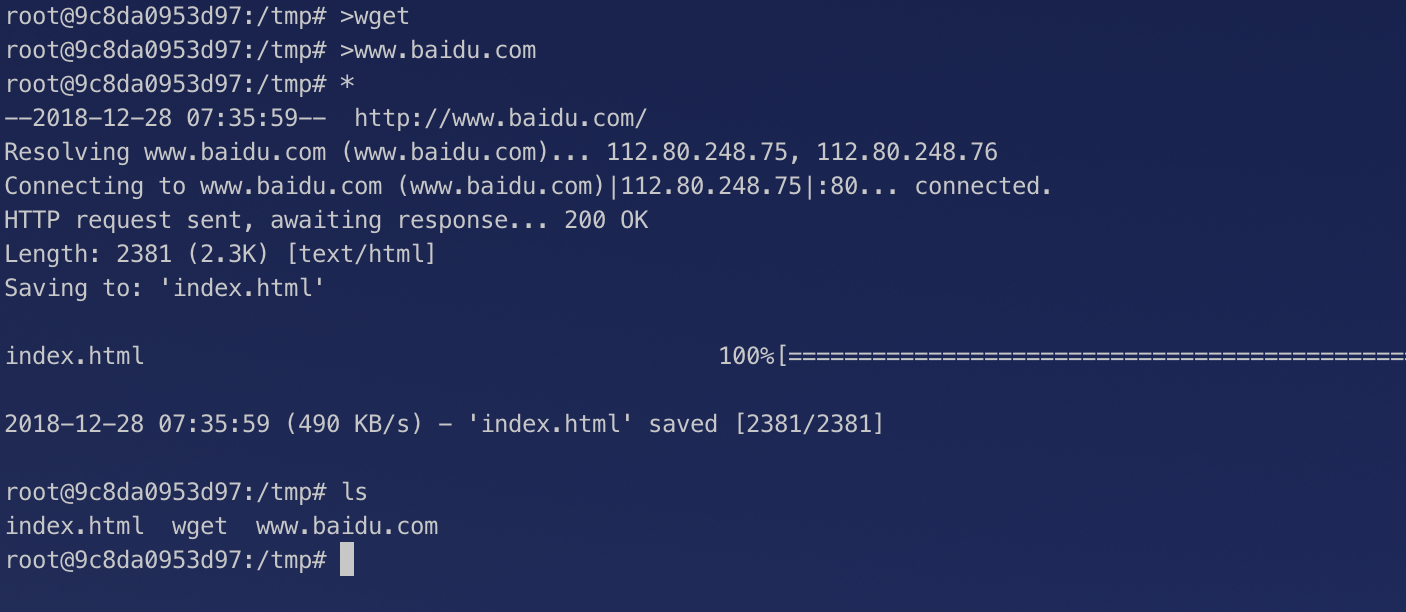 root@9c8da0953d97:/tmp# >wget
root@9c8da0953d97:/tmp# >www.baidu.com
root@9c8da0953d97:/tmp# *
--2018-12-28 07:35:59--  http://www.baidu.com/
Resolving www.baidu.com (www.baidu.com)... 112.80.248.75, 112.80.248.76
Connecting to www.baidu.com (www.baidu.com)|112.80.248.75|:80... connected.
HTTP request sent, awaiting response... 200 OK
Length: 2381 (2.3K) [text/html]
Saving to: 'index.html'
index.html                                         100%[============================================
2018-12-28 07:35:59 (490 KB/s) - 'index.html' saved [2381/2381]
root@9c8da0953d97:/tmp# ls
index.html  wget  www.baidu.com
root@9c8da0953d97:/tmp#